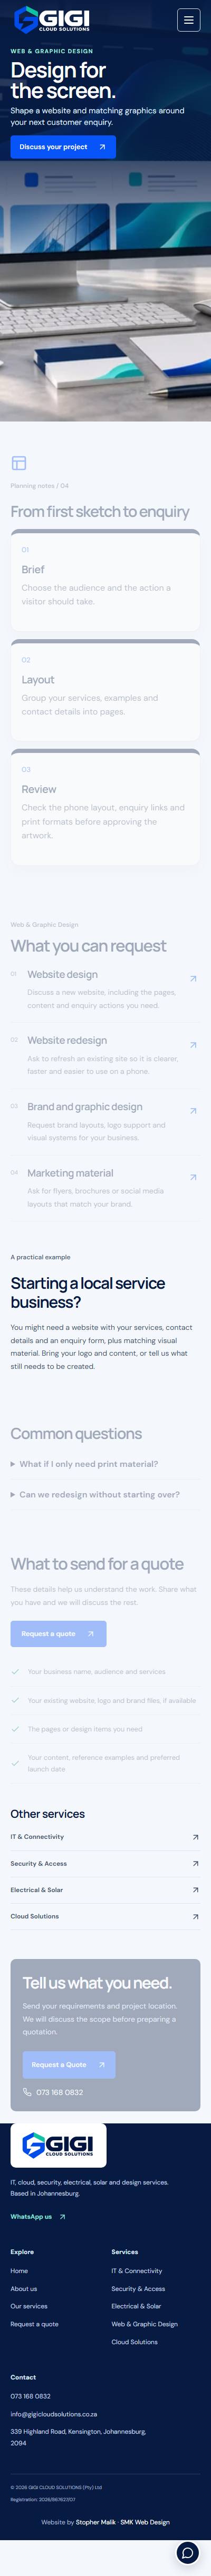 GIGI
CLOUD SOLUTIONS
WEB & GRAPHIC DESIGN
Design for
the screen.
Shape a website and matching graphics around
your next customer enquiry.
Discuss your project
Planning notes / 04
From first sketch to enquiry
01
Brief
Choose the audience and the action a
visitor should take.
02
Layout
Group your services, examples and
contact details into pages.
03
Review
Check the phone layout, enquiry links and
print formats before approving the
artwork.
Web & Graphic Design
What you can request
01
Website design
Discuss a new website, including the pages,
content and enquiry actions you need.
02
Website redesign
Ask to refresh an existing site so it is clearer,
faster and easier to use on a phone.
03
Brand and graphic design
Request brand layouts, logo support and
visual systems for your business.
04
Marketing material
Ask for flyers, brochures or social media
layouts that match your brand.
A practical example
Starting a local service
business?
You might need a website with your services, contact
details and an enquiry form, plus matching visual
material. Bring your logo and content, or tell us what
still needs to be created.
Common questions
What if I only need print material?
Can we redesign without starting over?
What to send for a quote
These details help us understand the work. Share what
you have and we will discuss the rest.
Request a quote
Your business name, audience and services
Your existing website, logo and brand files, if available
The pages or design items you need
Your content, reference examples and preferred
launch date
Other services
IT & Connectivity
Security & Access
Electrical & Solar
Cloud Solutions
Tell us what you need.
Send your requirements and project location.
We will discuss the scope before preparing a
quotation.
Request a Quote
073 168 0832
GIGI
CLOUD SOLUTIONS
IT, cloud, security, electrical, solar and design services.
Based in Johannesburg.
WhatsApp us
Explore
Home
About us
Our services
Request a quote
Services
IT & Connectivity
Security & Access
Electrical & Solar
Web & Graphic Design
Cloud Solutions
Contact
073 168 0832
info@gigicloudsolutions.co.za
339 Highland Road, Kensington, Johannesburg,
2094
© 2026 GIGI CLOUD SOLUTIONS (Pty) Ltd
Registration: 2026/867623/07
Website by Stopher Malik · SMK Web Design